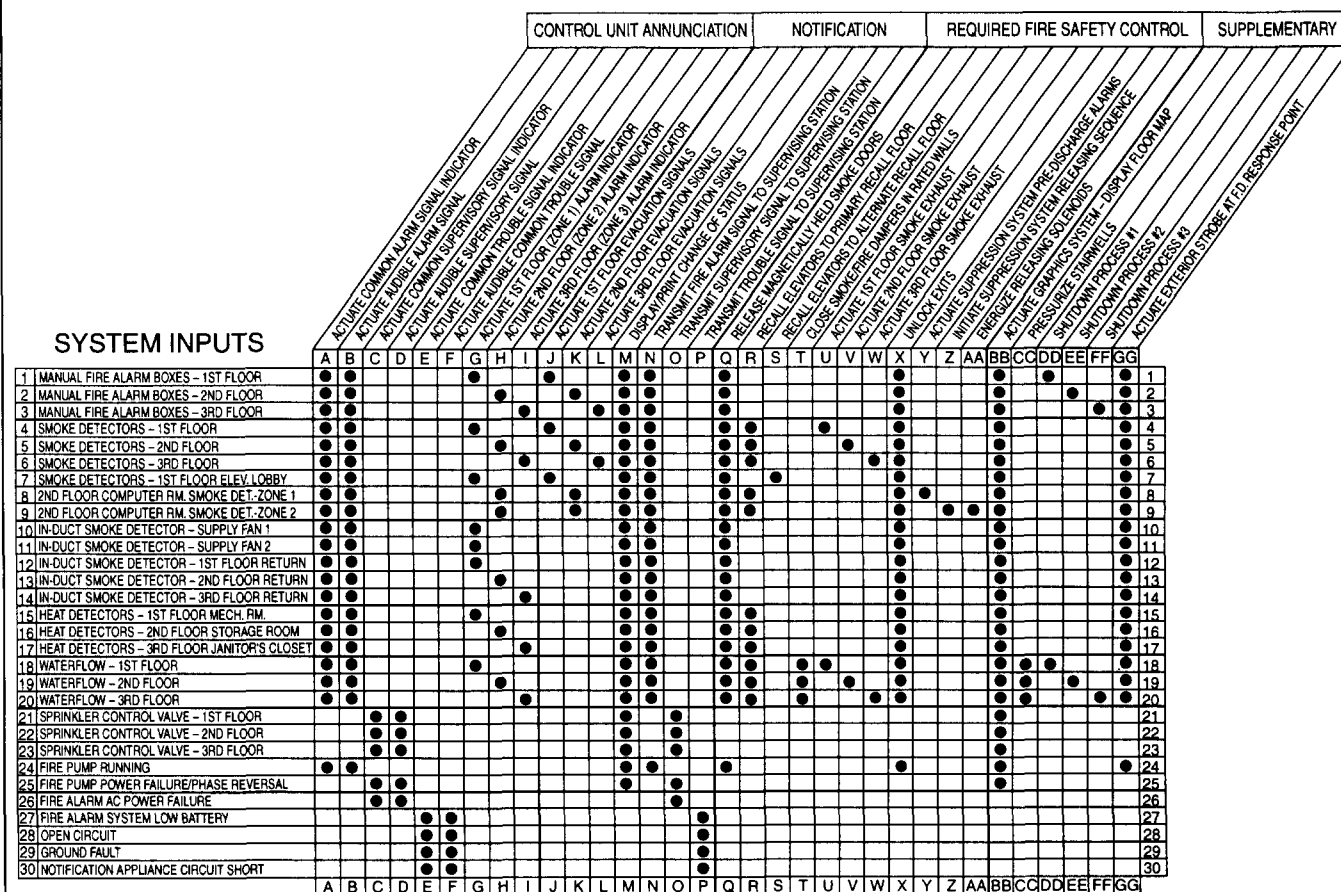 CONTROL UNIT ANNUNCIATION
NOTIFICATION
REQUIRED FIRE SAFETY CONTROL
SUPPLEMENTARY
ACTUATE COMMON ALARM SIGNAL INDICATOR
ACTUATE AUDIBLE ALARM SIGNAL
ACTUATE COMMON SUPERVISORY SIGNAL INDICATOR
ACTUATE AUDIBLE SUPERVISORY SIGNAL
ACTUATE COMMON TROUBLE SIGNAL INDICATOR
ACTUATE AUDIBLE COMMON TROUBLE SIGNAL
ACTUATE 1ST FLOOR (ZONE 1) ALARM INDICATOR
ACTUATE 2ND FLOOR (ZONE 2) ALARM INDICATOR
ACTUATE 3RD FLOOR (ZONE 3) ALARM INDICATOR
ACTUATE 1ST FLOOR EVACUATION SIGNALS
ACTUATE 2ND FLOOR EVACUATION SIGNALS
ACTUATE 3RD FLOOR EVACUATION SIGNALS
DISPLAY/PRINT CHANGE OF STATUS
TRANSMIT FIRE ALARM SIGNAL TO SUPERVISING STATION
TRANSMIT SUPERVISORY SIGNAL TO SUPERVISING STATION
TRANSMIT TROUBLE SIGNAL TO SUPERVISING STATION
RELEASE MAGNETICALLY HELD SMOKE DOORS
RECALL ELEVATORS TO PRIMARY RECALL FLOOR
RECALL ELEVATORS TO ALTERNATE RECALL FLOOR
CLOSE SMOKE/FIRE DAMPERS IN RATED WALLS
ACTUATE 1ST FLOOR SMOKE EXHAUST
ACTUATE 2ND FLOOR SMOKE EXHAUST
ACTUATE 3RD FLOOR SMOKE EXHAUST
UNLOCK EXITS
ACTUATE SUPPRESSION SYSTEM PRE-DISCHARGE ALARMS
INITIATE SUPPRESSION SYSTEM RELEASING SEQUENCE
ENERGIZE RELEASING SOLENOIDS
ACTUATE GRAPHICS SYSTEM – DISPLAY FLOOR MAP
PRESSURIZE STAIRWELLS
SHUTDOWN PROCESS #1
SHUTDOWN PROCESS #2
SHUTDOWN PROCESS #3
ACTUATE EXTERIOR STROBE AT F.D. RESPONSE POINT
SYSTEM INPUTS
A B C D E F G H I J K L M N O P Q R S T U V W X Y Z AA BB CC DD EE FF GG
1 MANUAL FIRE ALARM BOXES – 1ST FLOOR 1
2 MANUAL FIRE ALARM BOXES – 2ND FLOOR 2
3 MANUAL FIRE ALARM BOXES – 3RD FLOOR 3
4 SMOKE DETECTORS – 1ST FLOOR 4
5 SMOKE DETECTORS – 2ND FLOOR 5
6 SMOKE DETECTORS – 3RD FLOOR 6
7 SMOKE DETECTORS – 1ST FLOOR ELEV. LOBBY 7
8 2ND FLOOR COMPUTER RM. SMOKE DET.-ZONE 1 8
9 2ND FLOOR COMPUTER RM. SMOKE DET.-ZONE 2 9
10 IN-DUCT SMOKE DETECTOR – SUPPLY FAN 1 10
11 IN-DUCT SMOKE DETECTOR – SUPPLY FAN 2 11
12 IN-DUCT SMOKE DETECTOR – 1ST FLOOR RETURN 12
13 IN-DUCT SMOKE DETECTOR – 2ND FLOOR RETURN 13
14 IN-DUCT SMOKE DETECTOR – 3RD FLOOR RETURN 14
15 HEAT DETECTORS – 1ST FLOOR MECH. RM. 15
16 HEAT DETECTORS – 2ND FLOOR STORAGE ROOM 16
17 HEAT DETECTORS – 3RD FLOOR JANITOR'S CLOSET 17
18 WATERFLOW – 1ST FLOOR 18
19 WATERFLOW – 2ND FLOOR 19
20 WATERFLOW – 3RD FLOOR 20
21 SPRINKLER CONTROL VALVE – 1ST FLOOR 21
22 SPRINKLER CONTROL VALVE – 2ND FLOOR 22
23 SPRINKLER CONTROL VALVE – 3RD FLOOR 23
24 FIRE PUMP RUNNING 24
25 FIRE PUMP POWER FAILURE/PHASE REVERSAL 25
26 FIRE ALARM AC POWER FAILURE 26
27 FIRE ALARM SYSTEM LOW BATTERY 27
28 OPEN CIRCUIT 28
29 GROUND FAULT 29
30 NOTIFICATION APPLIANCE CIRCUIT SHORT 30
A B C D E F G H I J K L M N O P Q R S T U V W X Y Z AA BB CC DD EE FF GG